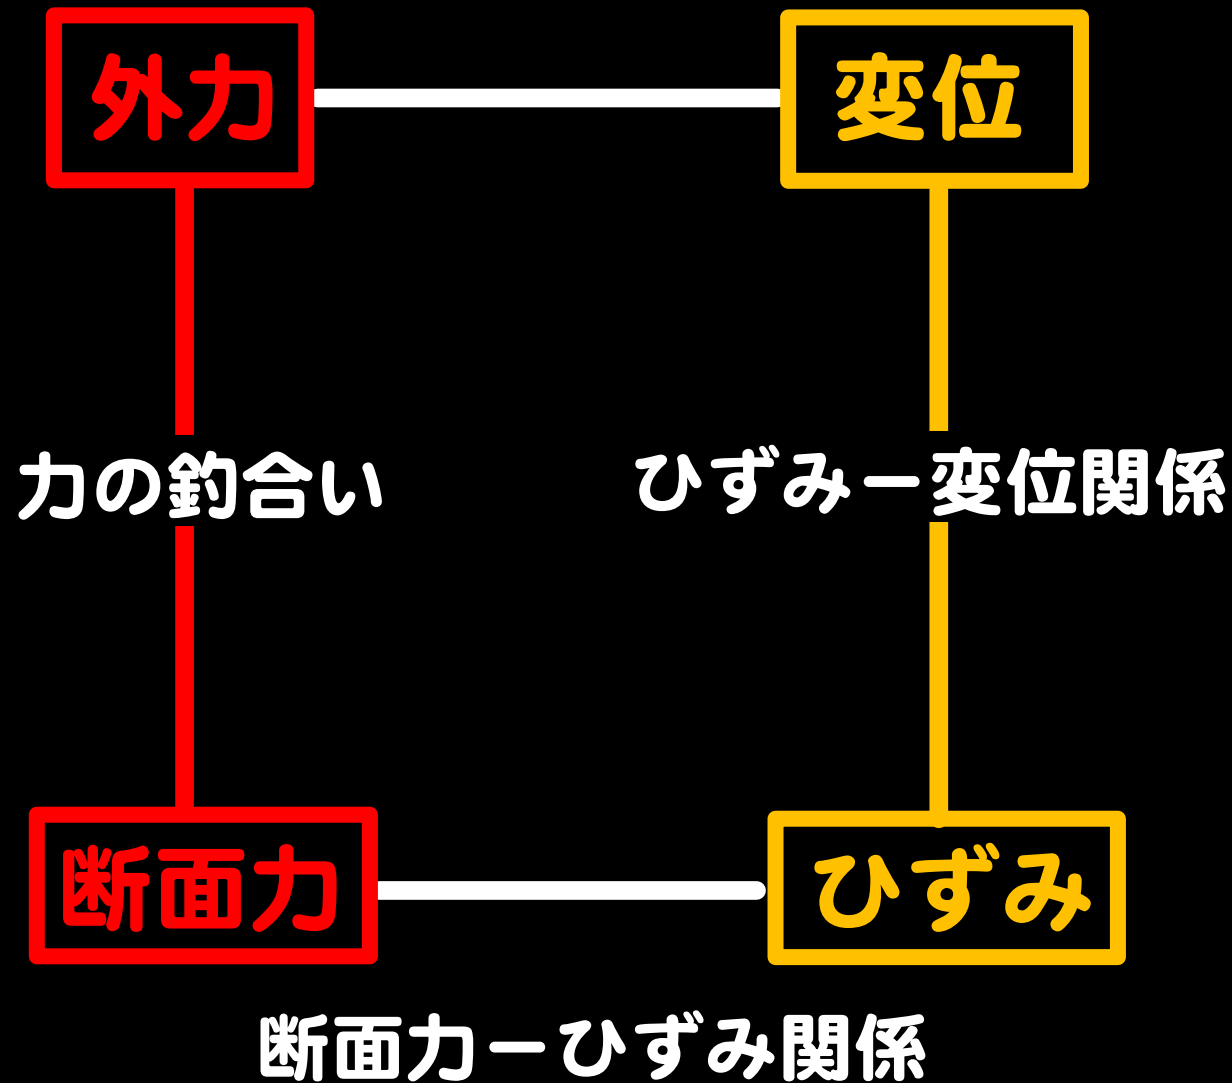 外力
変位
力の釣合い
ひずみー変位関係
断面力
ひずみ
断面力ーひずみ関係